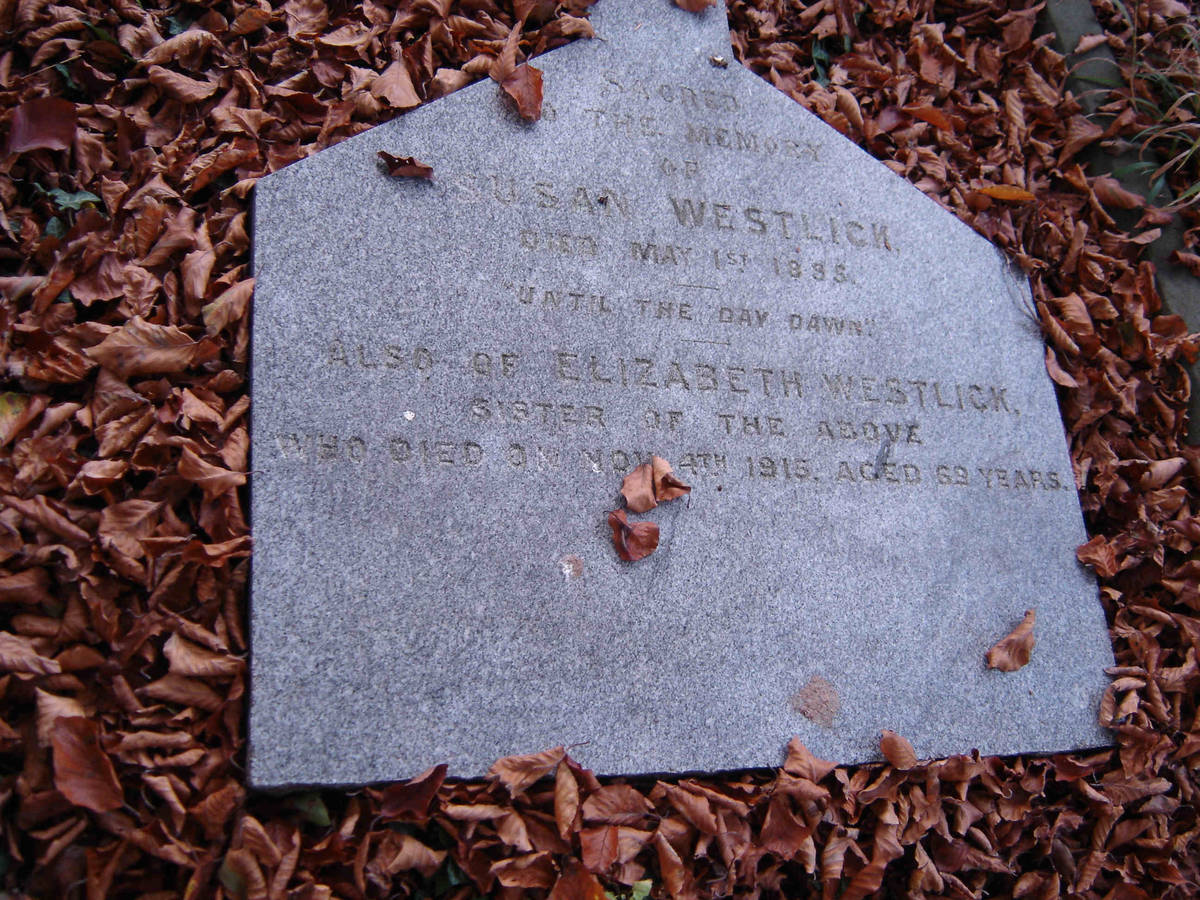 SACRED
TO THE MEMORY
OF
SUSAN WESTLICK,
DIED MAY 1ST
"UNTIL THE DAY DAWN"
ALSO OF ELIZABETH WESTLICK,
SISTER OF THE ABOVE
WHO DIED ON NOV 4TH 1915, AGED 69 YEARS.